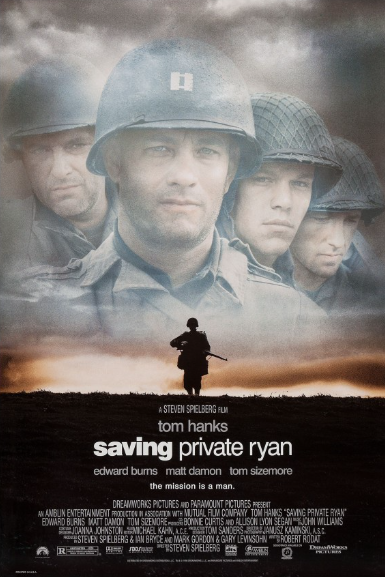 A STEVEN SPIELBERG FILM
tom hanks
saving private ryan
edward burns matt damon tom sizemore
the mission is a man.
DREAMWORKS PICTURES AND PARAMOUNT PICTURES PRESENT
AN AMBLIN ENTERTAINMENT PRODUCTION IN ASSOCIATION WITH MUTUAL FILM COMPANY TOM HANKS "SAVING PRIVATE RYAN"
EDWARD BURNS MATT DAMON TOM SIZEMORE BONNIE CURTIS AND ALLISON LYON SEGAN JOHN WILLIAMS
JOANNA JOHNSTON MICHAEL KAHN, A.C.E. TOM SANDERS JANUSZ KAMINSKI, A.S.C.
STEVEN SPIELBERG & IAN BRYCE AND MARK GORDON & GARY LEVINSOHN ROBERT RODAT
STEVEN SPIELBERG
R
DREAMWORKS